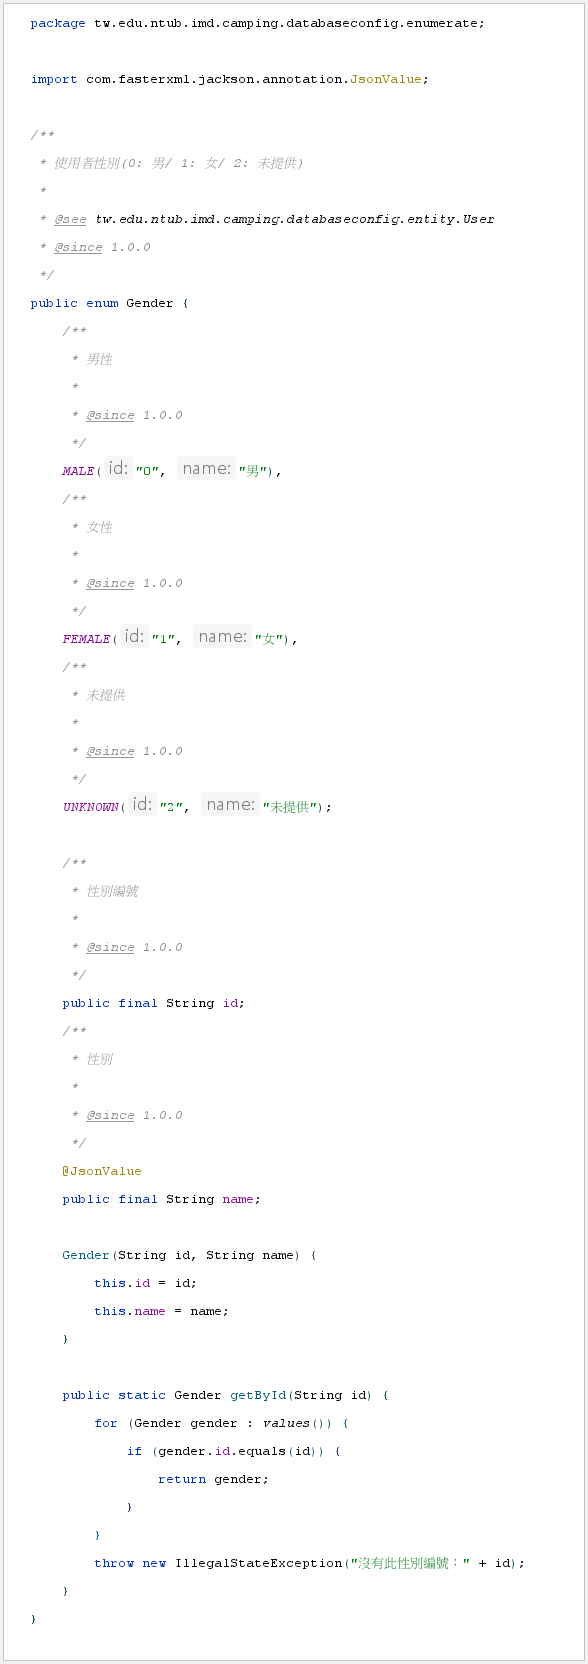 package tw.edu.ntub.imd.camping.databaseconfig.enumerate;
import com.fasterxml.jackson.annotation.JsonValue;
/**
* 使用者性別(0: 男/ 1: 女/ 2: 未提供)
*
* @see tw.edu.ntub.imd.camping.databaseconfig.entity.User
* @since 1.0.0
*/
public enum Gender {
/**
* 男性
*
* @since 1.0.0
*/
MALE( id: "0", name: "男"),
/**
* 女性
*
* @since 1.0.0
*/
FEMALE( id: "1", name: "女"),
/**
* 未提供
*
* @since 1.0.0
*/
UNKNOWN( id: "2", name: "未提供");
/**
* 性別編號
*
* @since 1.0.0
*/
public final String id;
/**
* 性別
*
* @since 1.0.0
*/
@JsonValue
public final String name;
Gender(String id, String name) {
this.id = id;
this.name = name;
}
public static Gender getById(String id) {
for (Gender gender : values()) {
if (gender.id.equals(id)) {
return gender;
}
}
throw new IllegalStateException("沒有此性別編號：" + id);
}
}